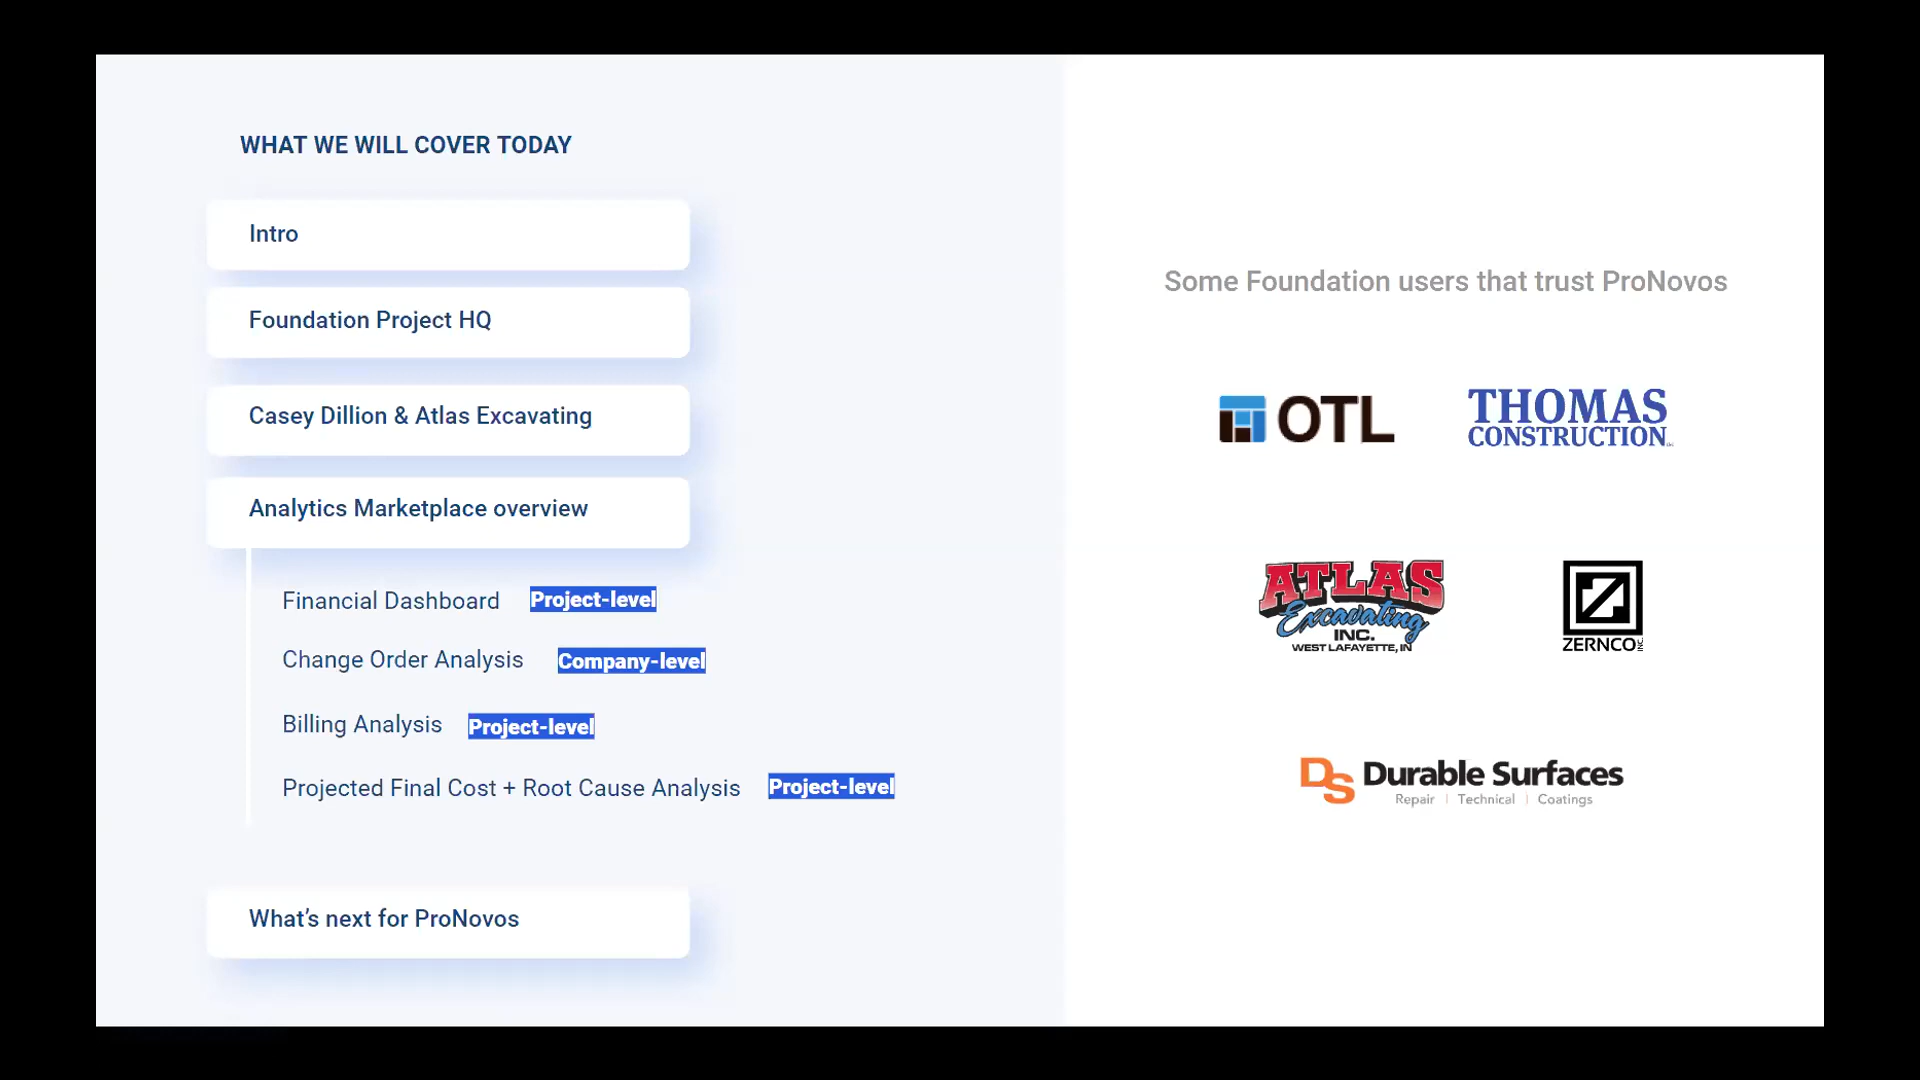 WHAT WE WILL COVER TODAY
Intro
Foundation Project HQ
Casey Dillion & Atlas Excavating
Analytics Marketplace overview
Financial Dashboard Project-level
Change Order Analysis Company-level
Billing Analysis Project-level
Projected Final Cost + Root Cause Analysis Project-level
What’s next for ProNovos
Some Foundation users that trust ProNovos
OTL
THOMAS
CONSTRUCTION
ATLAS
Excavating
INC.
WEST LAFAYETTE, IN
ZERNCO INC.
DS Durable Surfaces
Repair | Technical | Coatings